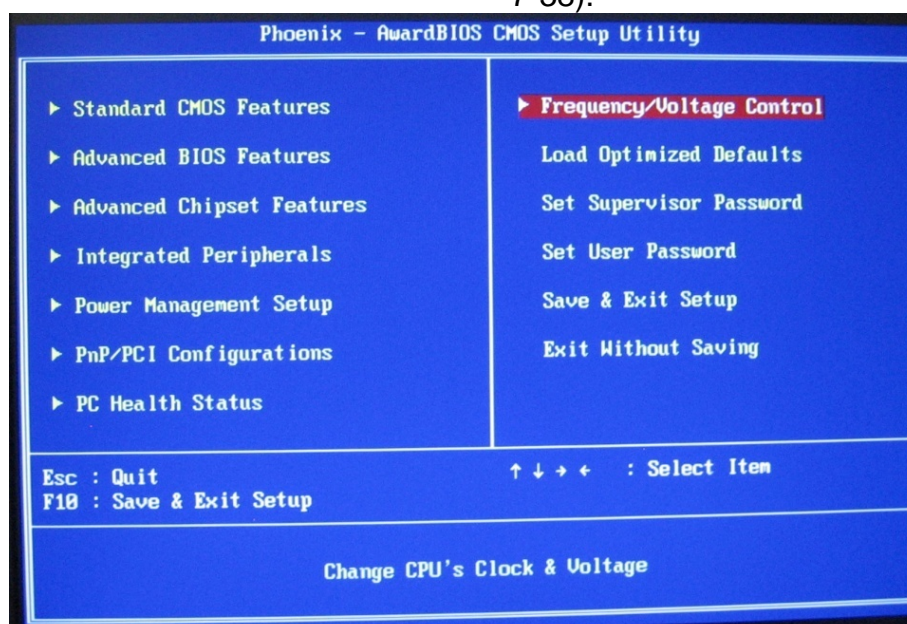 Phoenix - AwardBIOS CMOS Setup Utility
▶ Standard CMOS Features
▶ Advanced BIOS Features
▶ Advanced Chipset Features
▶ Integrated Peripherals
▶ Power Management Setup
▶ PnP/PCI Configurations
▶ PC Health Status
▶ Frequency/Voltage Control
Load Optimized Defaults
Set Supervisor Password
Set User Password
Save & Exit Setup
Exit Without Saving
Esc : Quit
F10 : Save & Exit Setup
↑ ↓ → ← : Select Item
Change CPU's Clock & Voltage